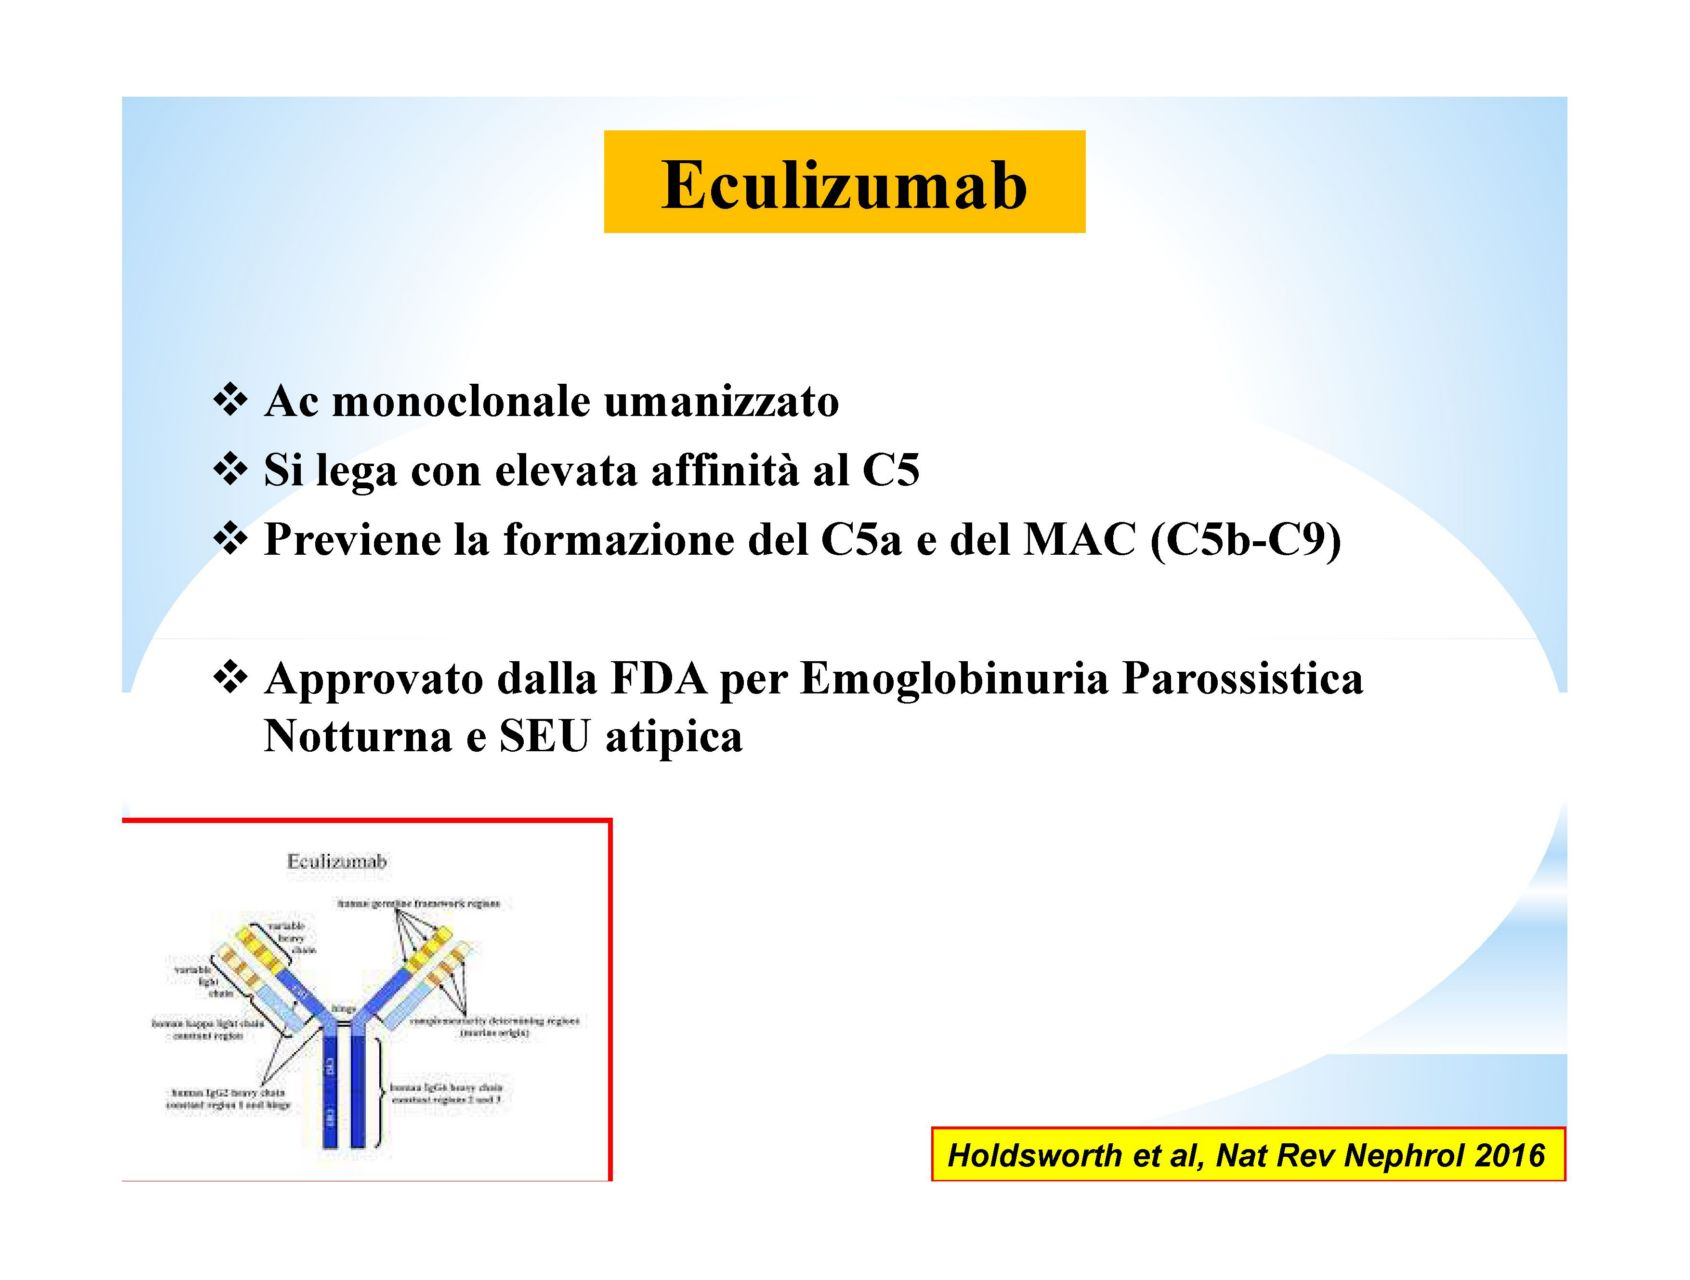 Eculizumab
❖ Ac monoclonale umanizzato
❖ Si lega con elevata affinità al C5
❖ Previene la formazione del C5a e del MAC (C5b-C9)
❖ Approvato dalla FDA per Emoglobinuria Parossistica
Notturna e SEU atipica
Eculizumab
human germline framework regions
variable
heavy
chain
variable
light
chain
hinge
human kappa light chain
constant region
complementarity determining regions
(murine origin)
human IgG2 heavy chain
constant region 1 and hinge
human IgG4 heavy chain
constant regions 2 and 3
Holdsworth et al, Nat Rev Nephrol 2016